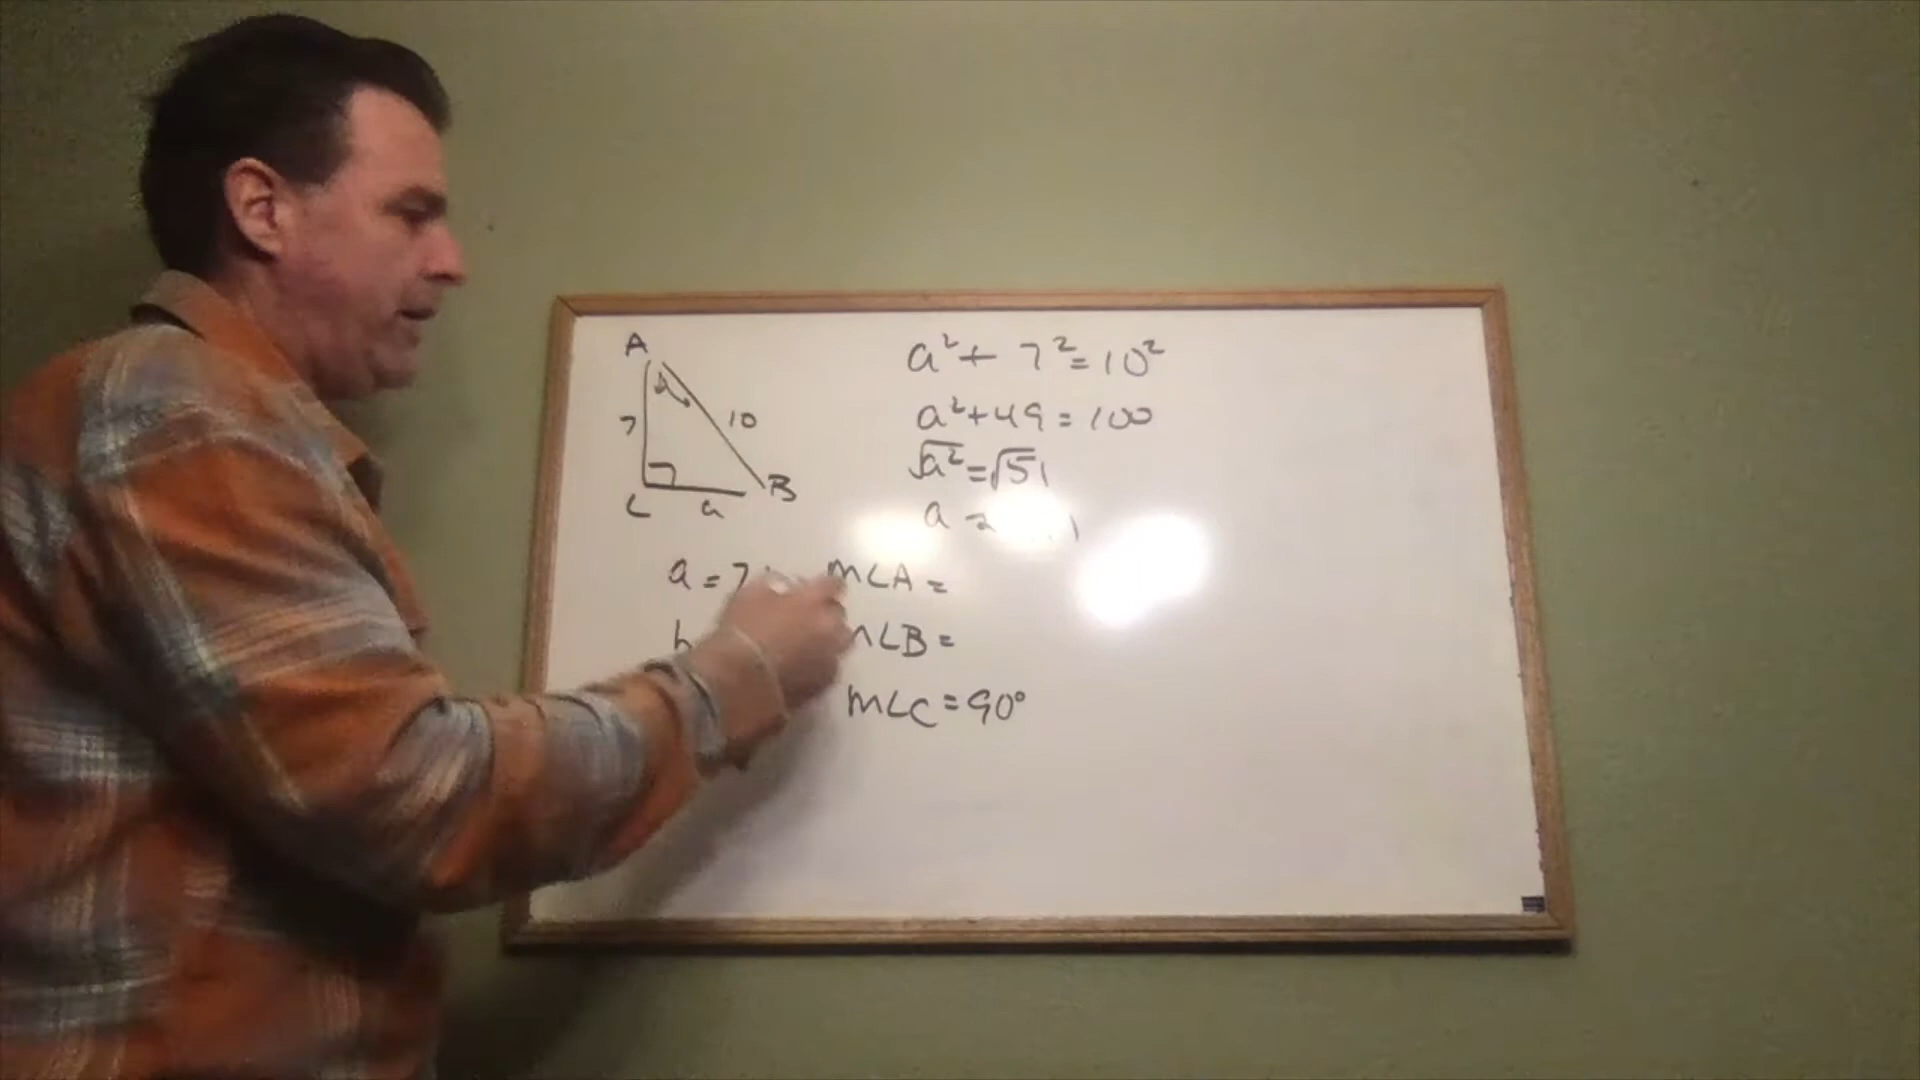 A
7
10
C
a
B
a²+ 7²=10²
a²+49=100
√a²=√51
a
a=7
m∠A=
b
m∠B=
m∠C=90°